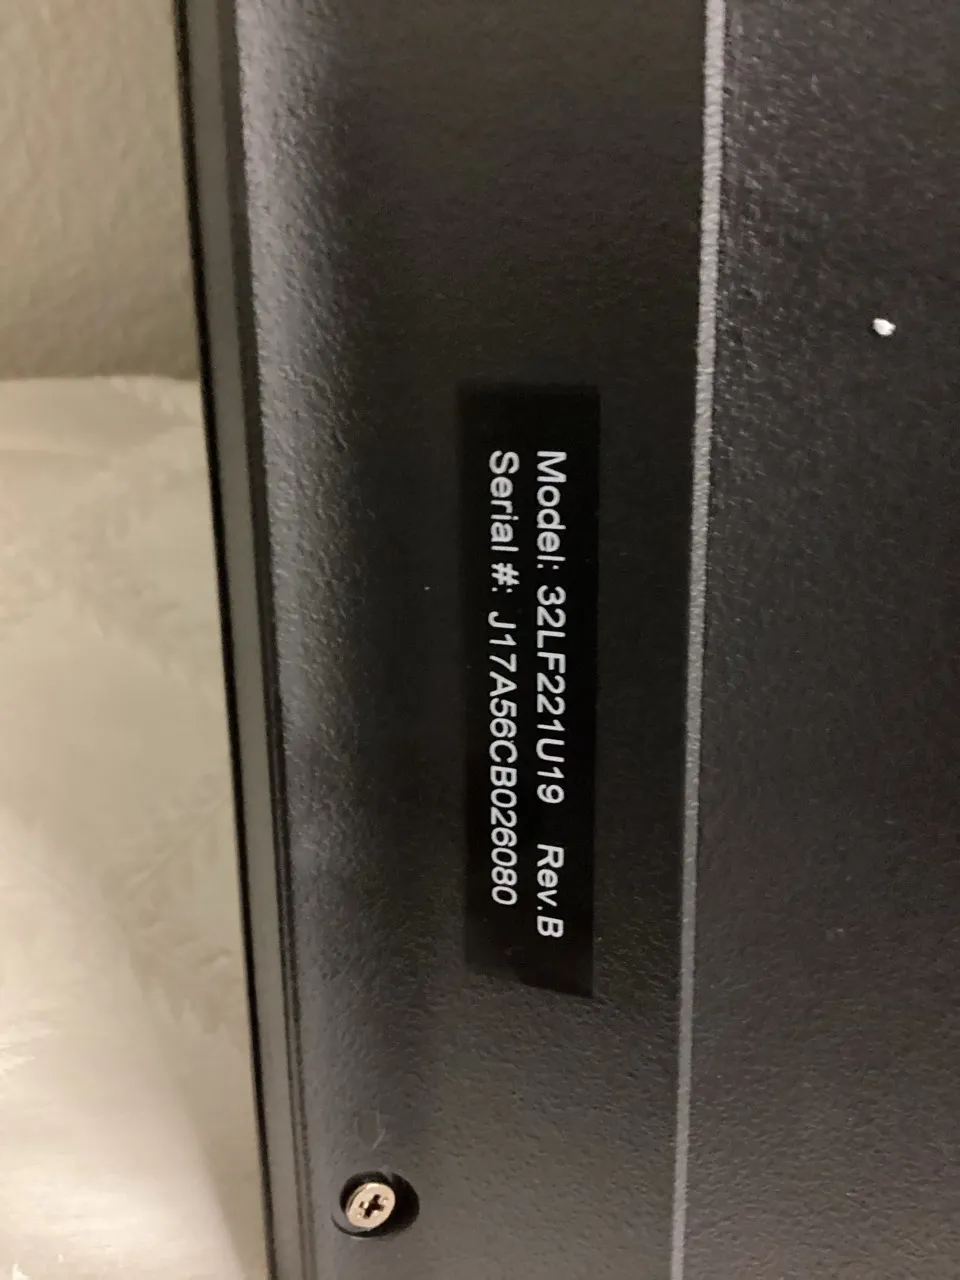 Model: 32LF221U19 Rev.B
Serial #: J17A56CB026080